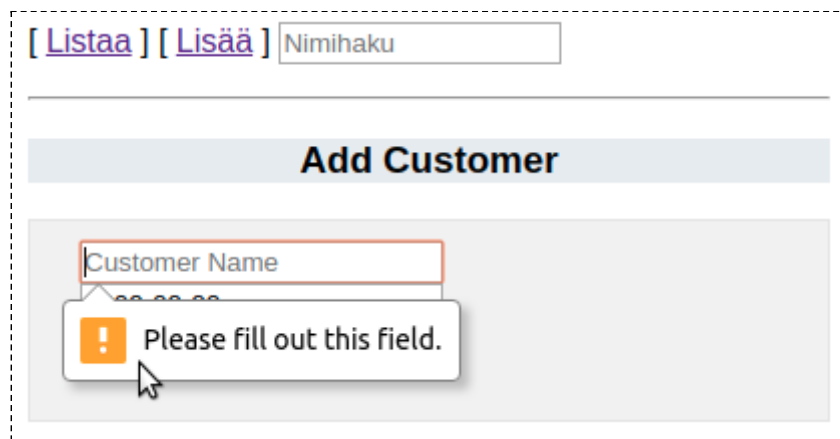 [ Listaa ] [ Lisää ] Nimihaku
Add Customer
Customer Name
Please fill out this field.